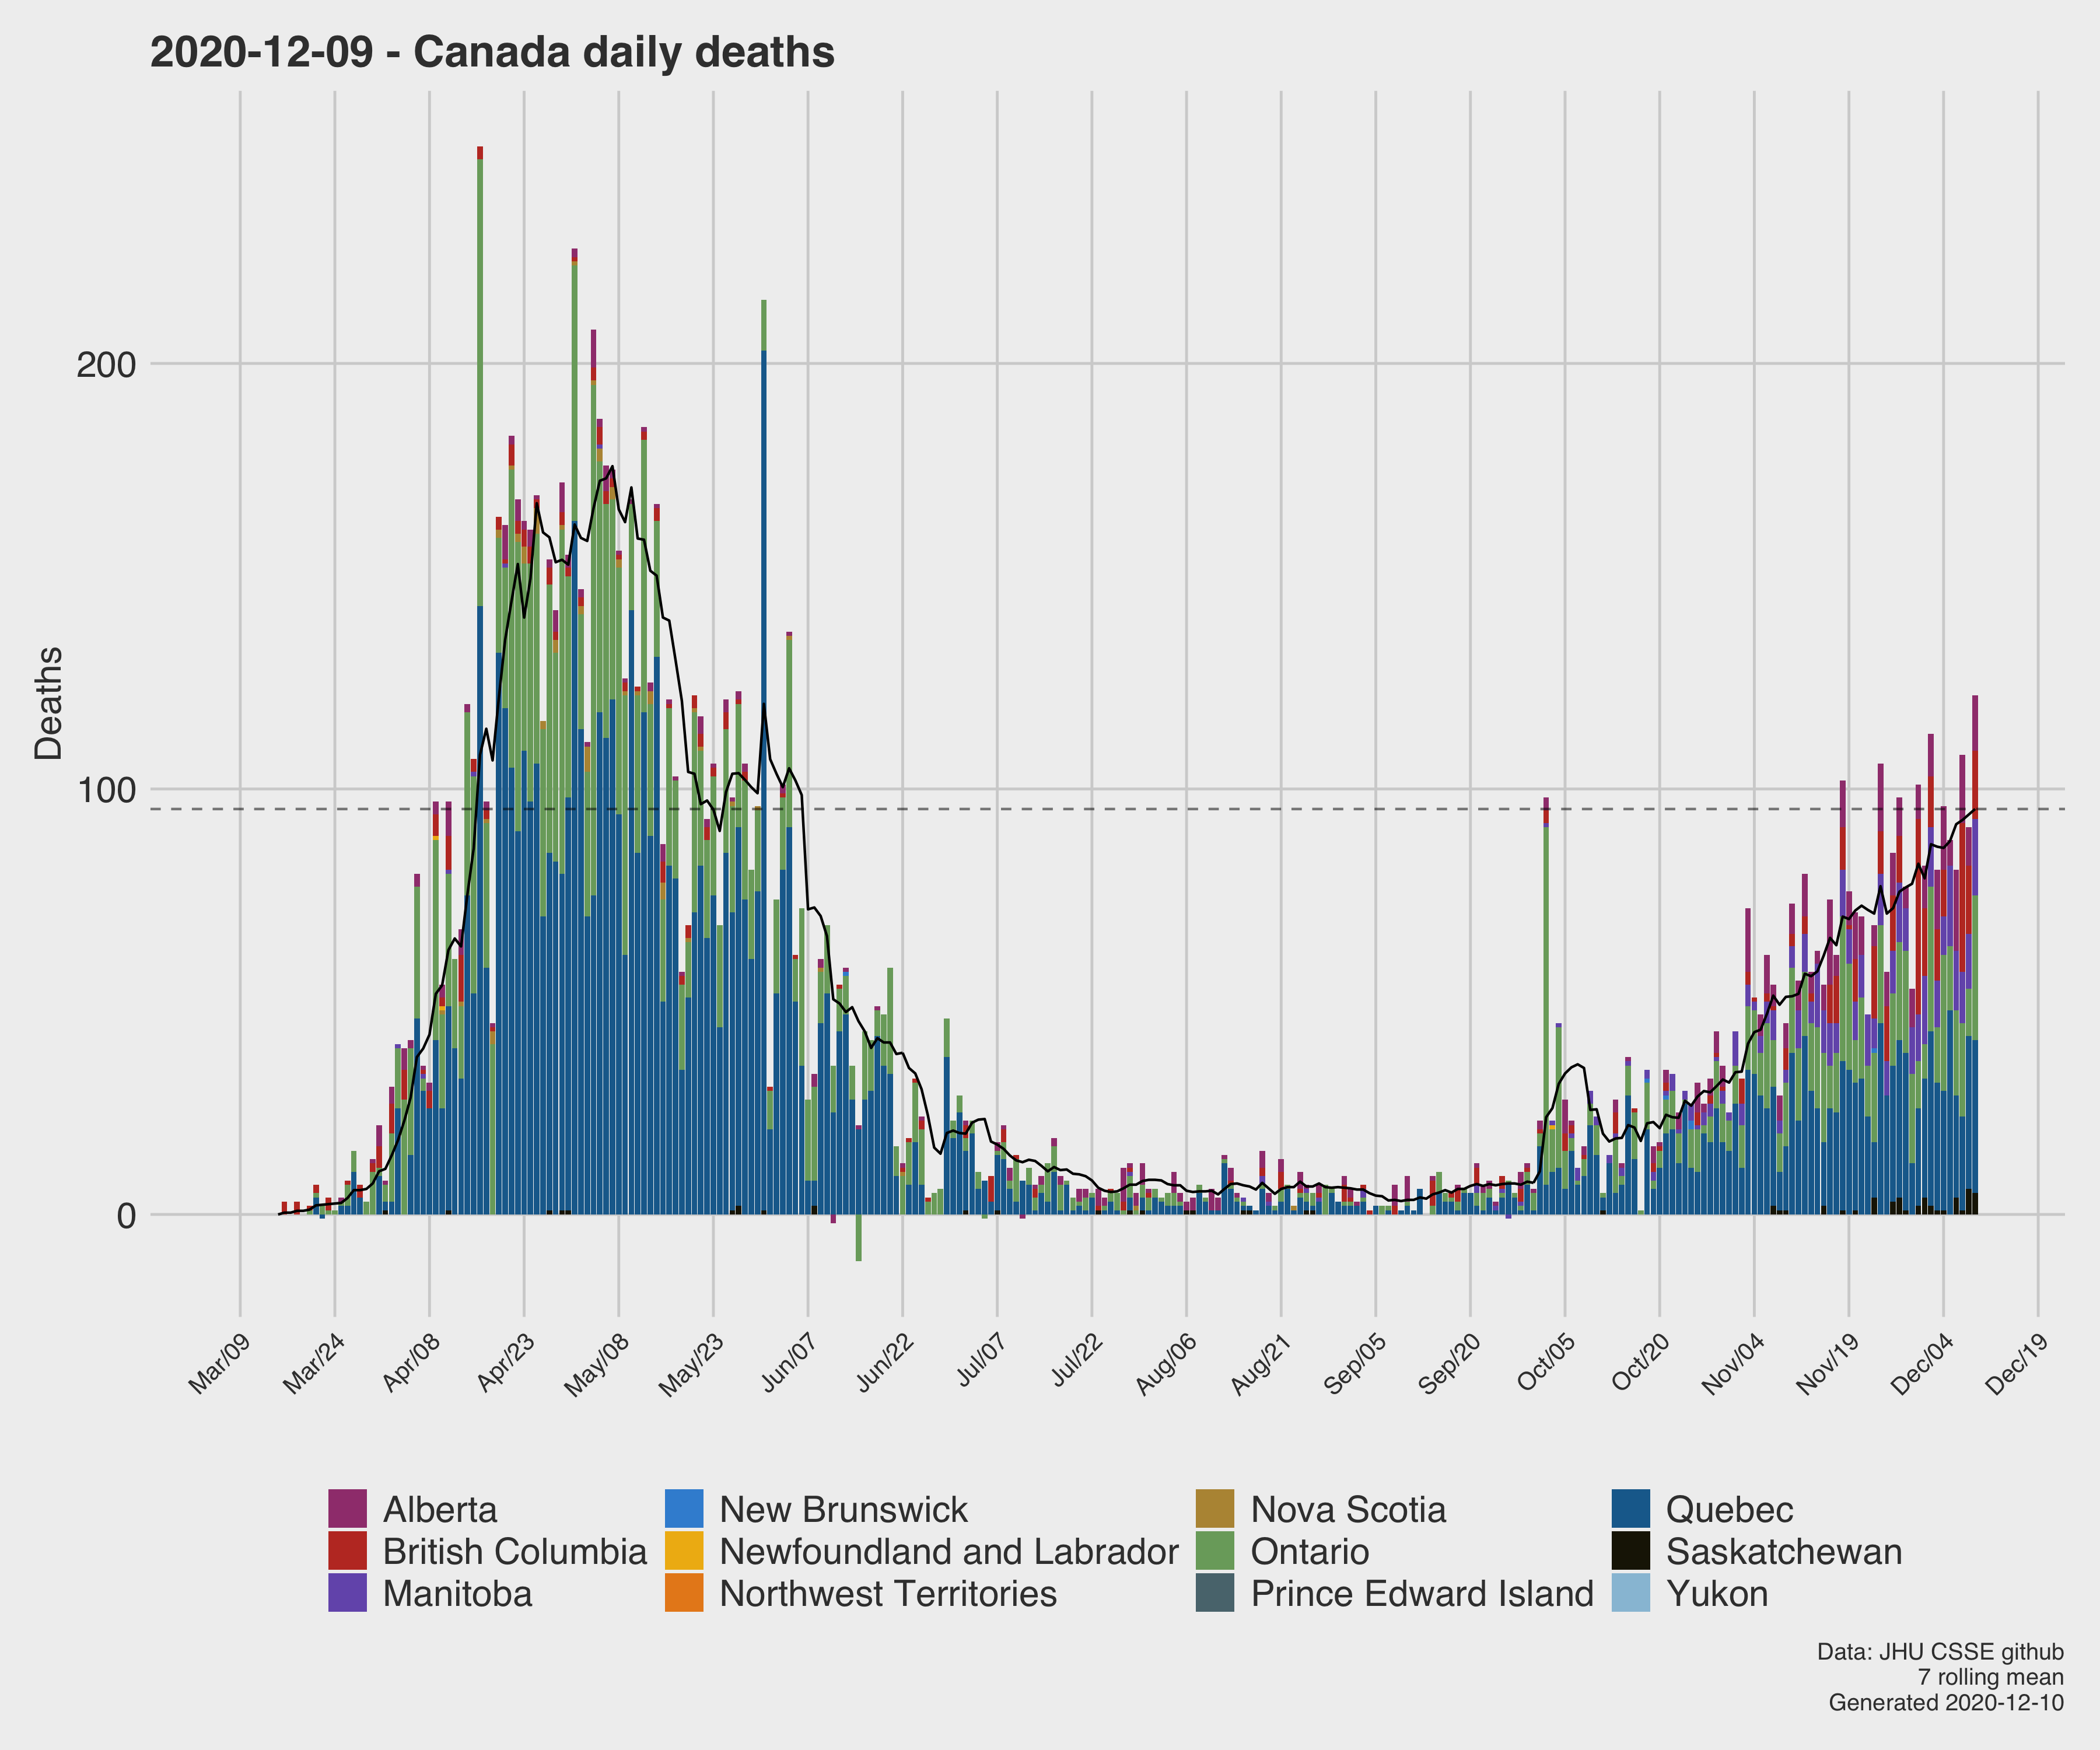 2020-12-09 - Canada daily deaths
Deaths
200
100
0
Mar/09
Mar/24
Apr/08
Apr/23
May/08
May/23
Jun/07
Jun/22
Jul/07
Jul/22
Aug/06
Aug/21
Sep/05
Sep/20
Oct/05
Oct/20
Nov/04
Nov/19
Dec/04
Dec/19
Alberta
British Columbia
Manitoba
New Brunswick
Newfoundland and Labrador
Northwest Territories
Nova Scotia
Ontario
Prince Edward Island
Quebec
Saskatchewan
Yukon
Data: JHU CSSE github
7 rolling mean
Generated 2020-12-10